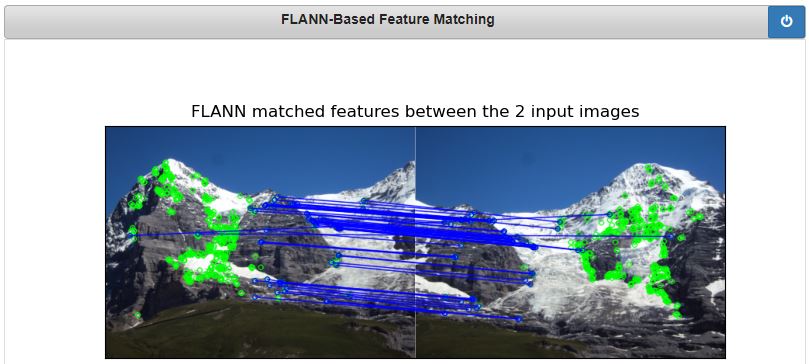 FLANN-Based Feature Matching
FLANN matched features between the 2 input images